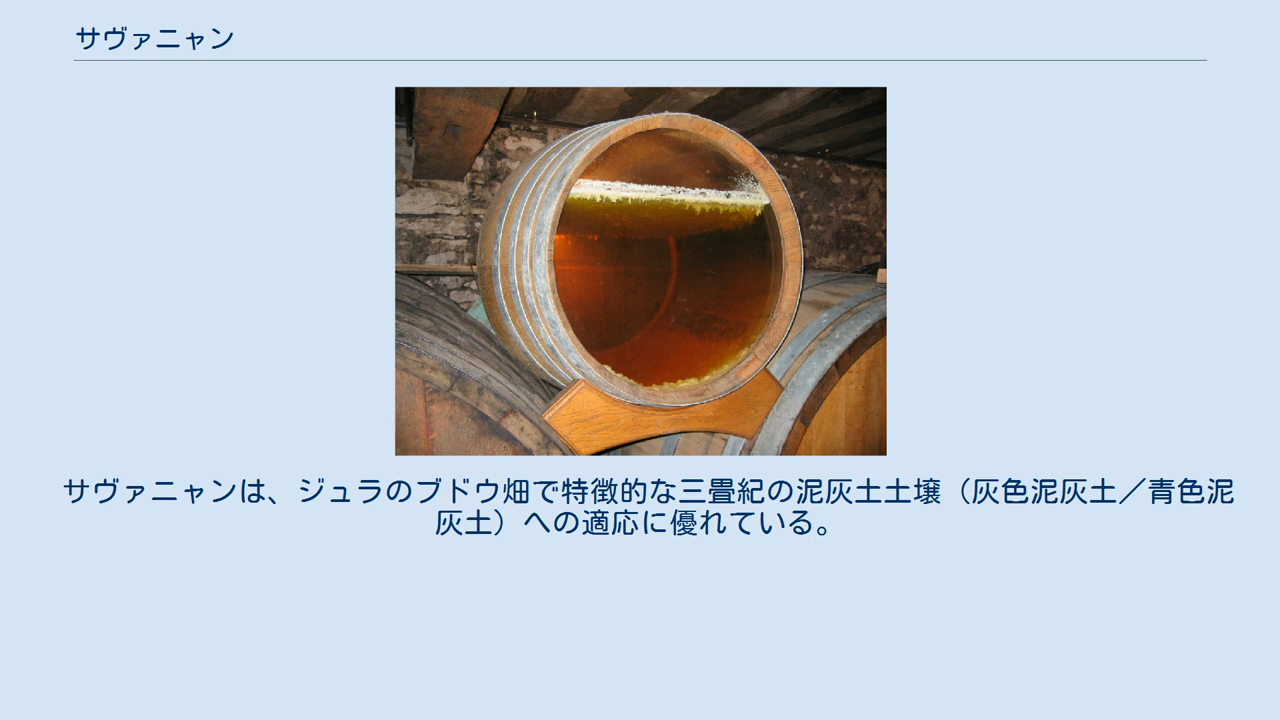 サヴァニャン
サヴァニャンは、ジュラのブドウ畑で特徴的な三畳紀の泥灰土土壌（灰色泥灰土／青色泥
灰土）への適応に優れている。